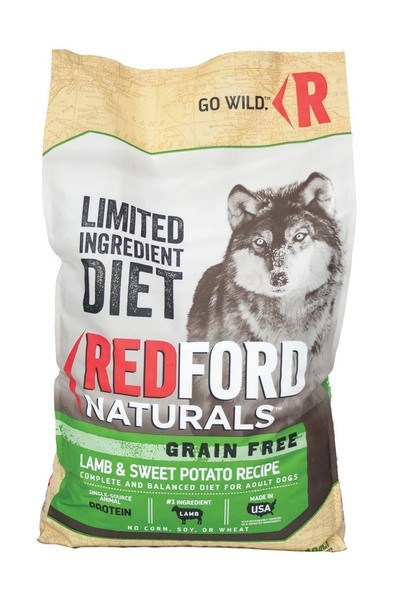 GO WILD.™ R
LIMITED
INGREDIENT
DIET
REDFORD
NATURALS™
GRAIN FREE
LAMB & SWEET POTATO RECIPE
COMPLETE AND BALANCED DIET FOR ADULT DOGS
SINGLE-SOURCE
ANIMAL
PROTEIN
#1 INGREDIENT
LAMB
MADE IN
USA
NO CORN, SOY, OR WHEAT